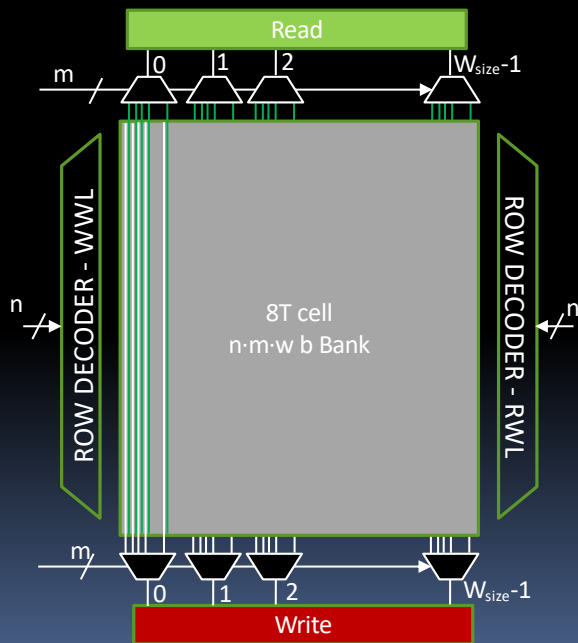 Read
m
0
1
2
Wsize-1
ROW DECODER - WWL
n
8T cell
n·m·w b Bank
ROW DECODER - RWL
n
m
0
1
2
Wsize-1
Write